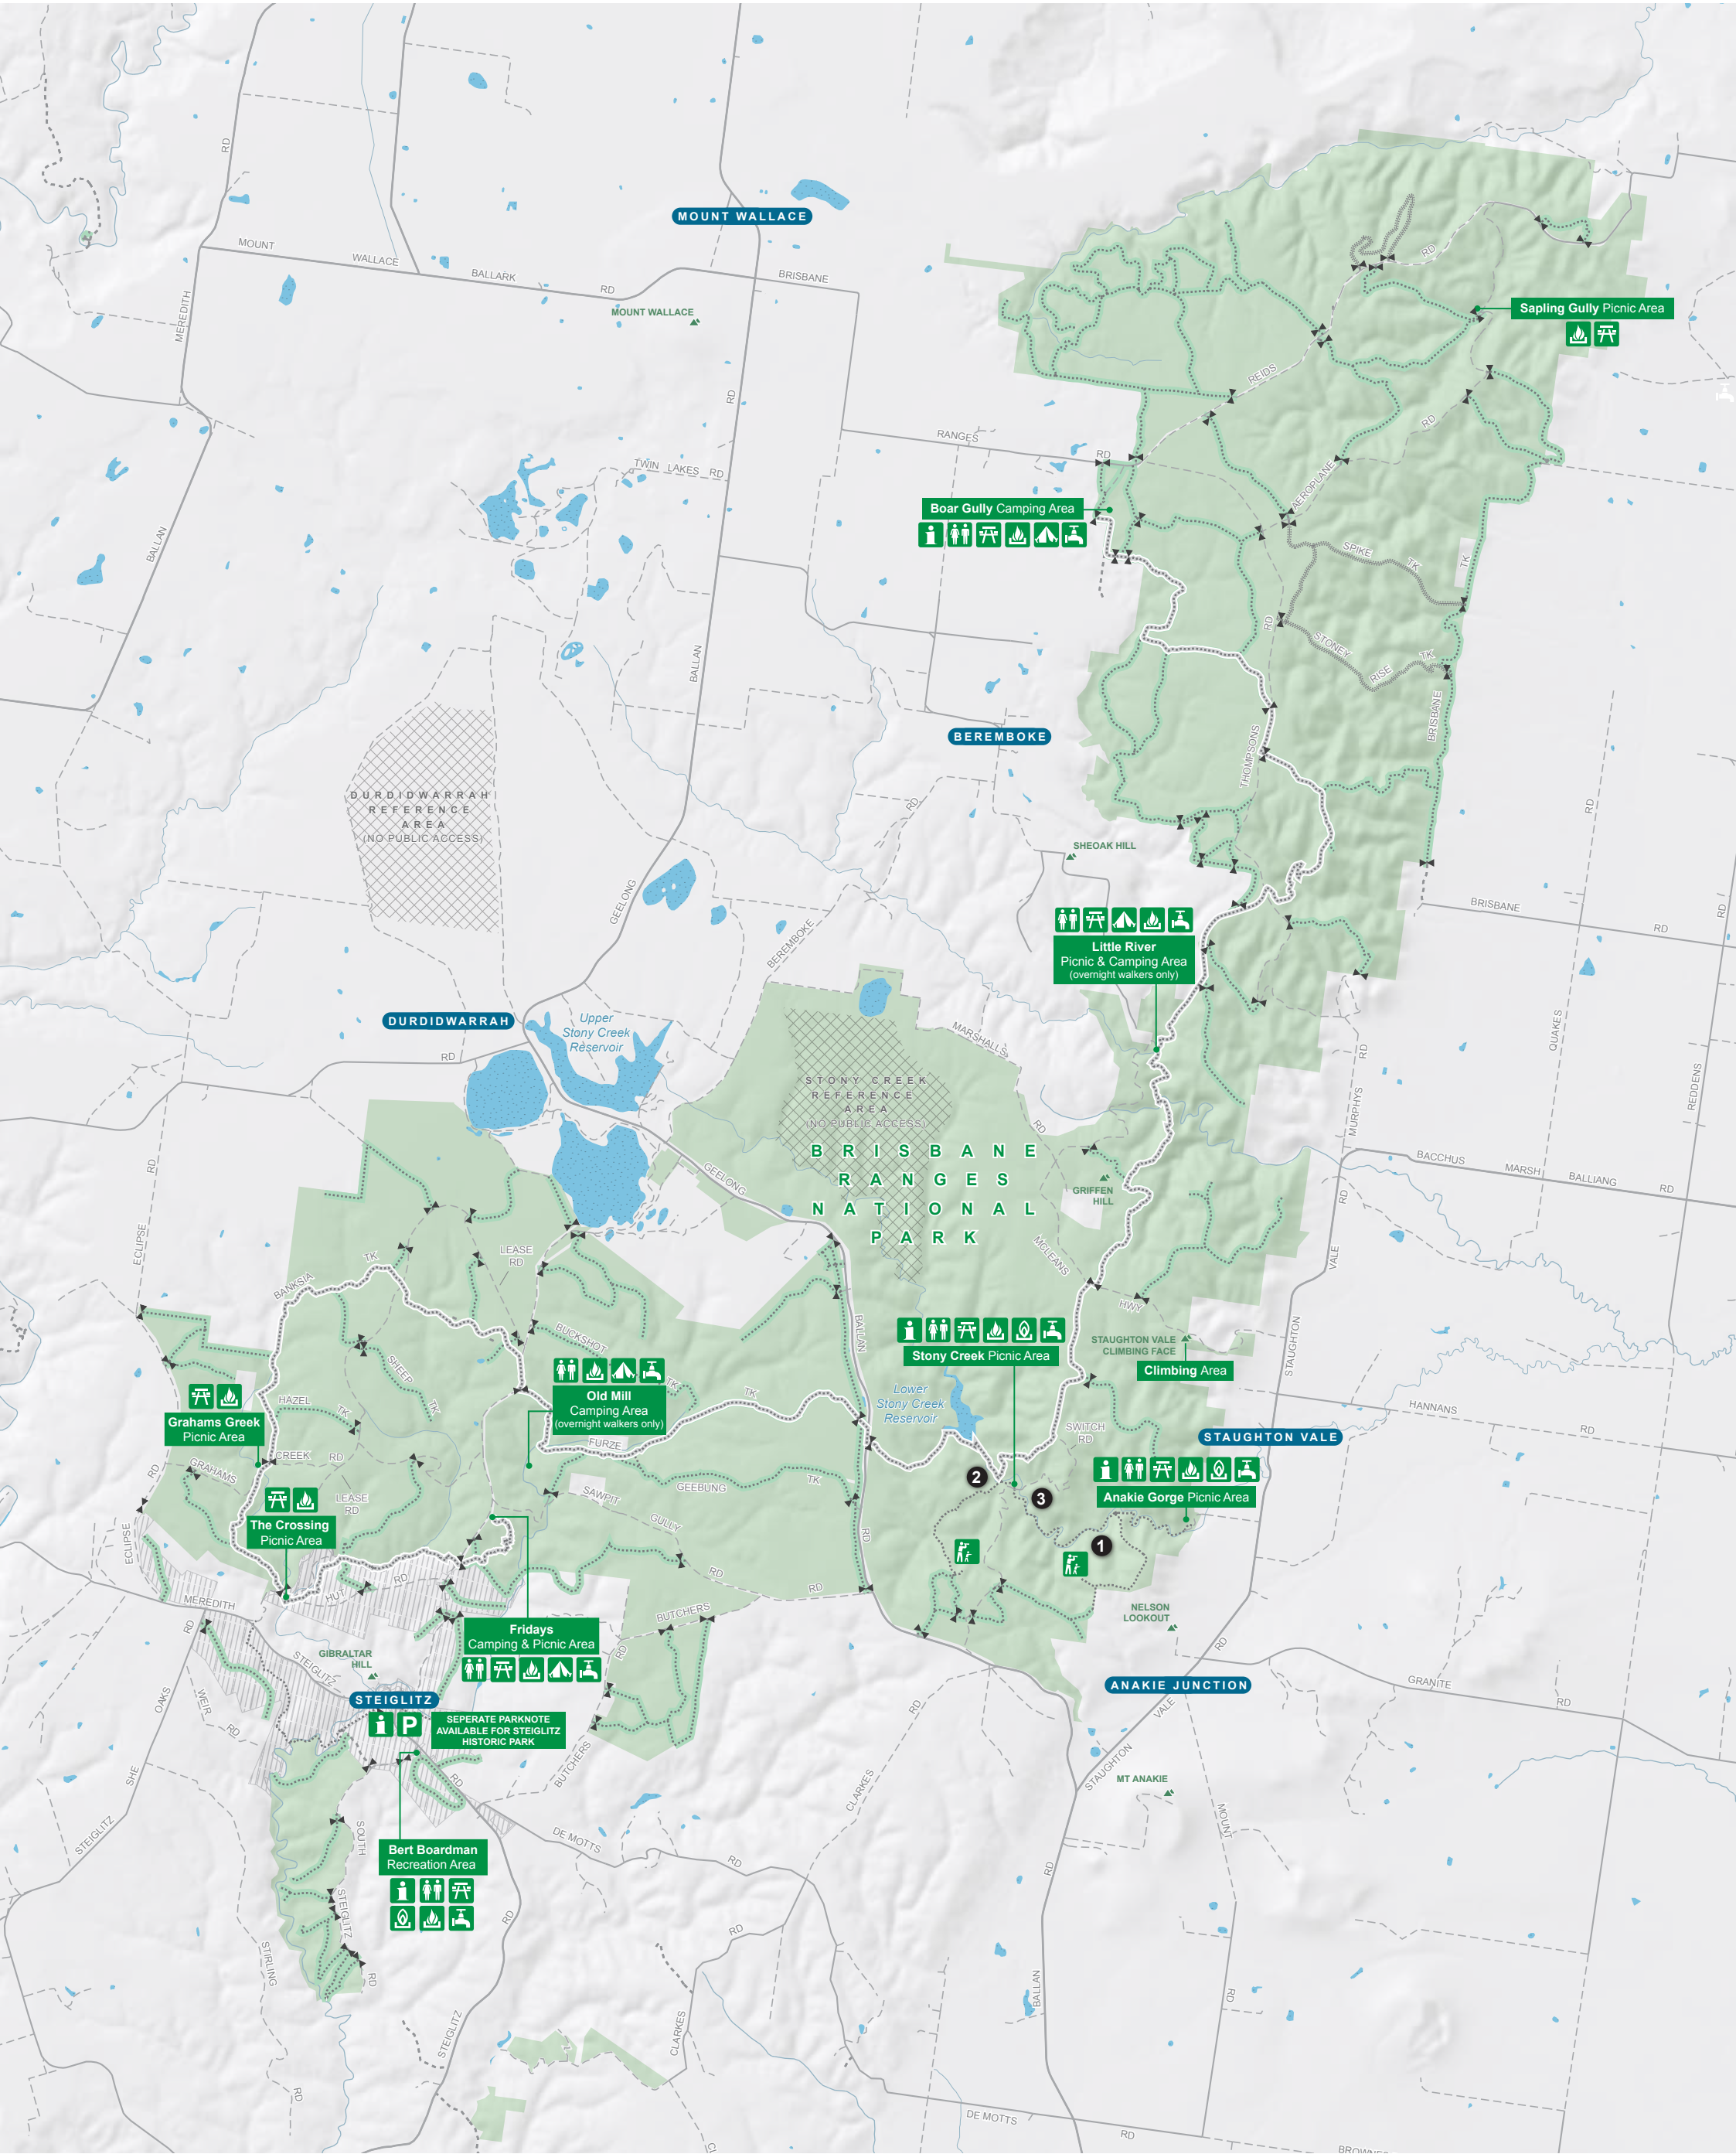 RD
MOUNT WALLACE
MOUNT
WALLACE
BALLARK
RD
BRISBANE
MEREDITH
MOUNT WALLACE
RD
Sapling Gully Picnic Area
REIDS
RD
RD
RANGES
RD
TWIN LAKES RD
AEROPLANE
Boar Gully Camping Area
BALLAN
SPIKE
TK
TK
RD
STONEY
RISE
TK
BALLAN
BRISBANE
BEREMBOKE
THOMPSONS
DURDIDWARRAH
REFERENCE
AREA
(NO PUBLIC ACCESS)
RD
RD
SHEOAK HILL
GEELONG
BRISBANE
RD
RD
BEREMBOKE
Little River
Picnic & Camping Area
(overnight walkers only)
DURDIDWARRAH
Upper
Stony Creek
Reservoir
RD
MARSHALLS
RD
QUAKES
RD
STONY CREEK
REFERENCE
AREA
(NO PUBLIC ACCESS)
REDDENS
MURPHYS
BRISBANE
RANGES
NATIONAL
PARK
GEELONG
BACCHUS
MARSH
BALLIANG
RD
RD
GRIFFEN
HILL
RD
ECLIPSE
LEASE
RD
TK
BANKSIA
MCLEANS
VALE
HWY
BUCKSHOT
TK
BALLAN
Stony Creek Picnic Area
STAUGHTON VALE
CLIMBING FACE
Climbing Area
STAUGHTON
SHEEP
TK
Old Mill
Camping Area
(overnight walkers only)
TK
Lower
Stony Creek
Reservoir
HAZEL
TK
Grahams Greek
Picnic Area
HANNANS
RD
SWITCH
RD
STAUGHTON VALE
FURZE
CREEK
RD
GRAHAMS
RD
2
3
1
Anakie Gorge Picnic Area
LEASE
RD
SAWPIT
GULLY
RD
GEEBUNG
TK
The Crossing
Picnic Area
ECLIPSE
RD
MEREDITH
RD
HUT
RD
RD
BUTCHERS
RD
NELSON
LOOKOUT
Fridays
Camping & Picnic Area
GIBRALTAR
HILL
STEIGLITZ
STEIGLITZ
P
SEPERATE PARKNOTE
AVAILABLE FOR STEIGLITZ
HISTORIC PARK
OAKS
WEIR
RD
ANAKIE JUNCTION
RD
GRANITE
RD
VALE
STAUGHTON
RD
BUTCHERS
RD
SHE
STEIGLITZ
MT ANAKIE
MOUNT
CLARKES
SOUTH
STEIGLITZ
RD
DE MOTTS
RD
Bert Boardman
Recreation Area
RD
RD
RD
STIRLING
RD
BALLAN
RD
STEIGLITZ
CLARKES
RD
DE MOTTS
RD